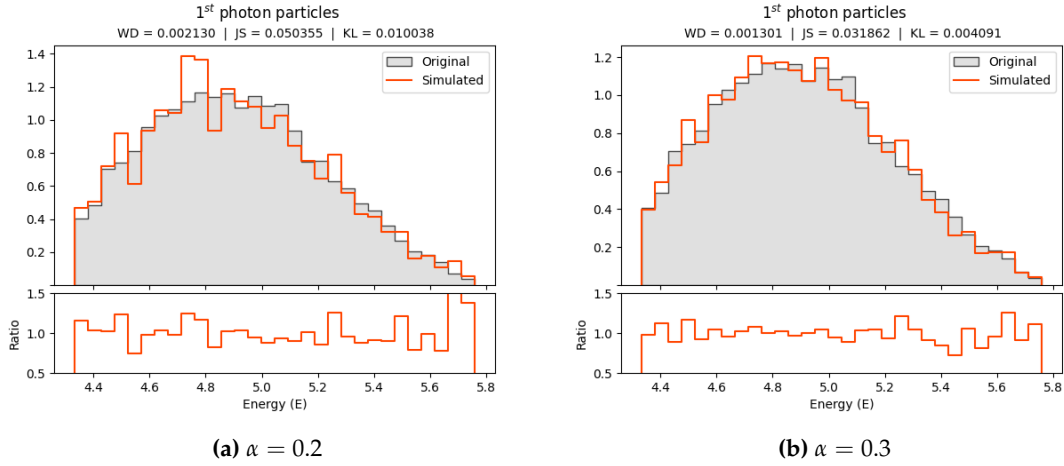 1st photon particles
WD = 0.002130 | JS = 0.050355 | KL = 0.010038
1.4
1.2
1.0
0.8
0.6
0.4
0.2
Original
Simulated
1.5
1.0
0.5
Ratio
4.4 4.6 4.8 5.0 5.2 5.4 5.6 5.8
Energy (E)
(a) α = 0.2
1st photon particles
WD = 0.001301 | JS = 0.031862 | KL = 0.004091
1.2
1.0
0.8
0.6
0.4
0.2
Original
Simulated
1.5
1.0
0.5
Ratio
4.4 4.6 4.8 5.0 5.2 5.4 5.6 5.8
Energy (E)
(b) α = 0.3